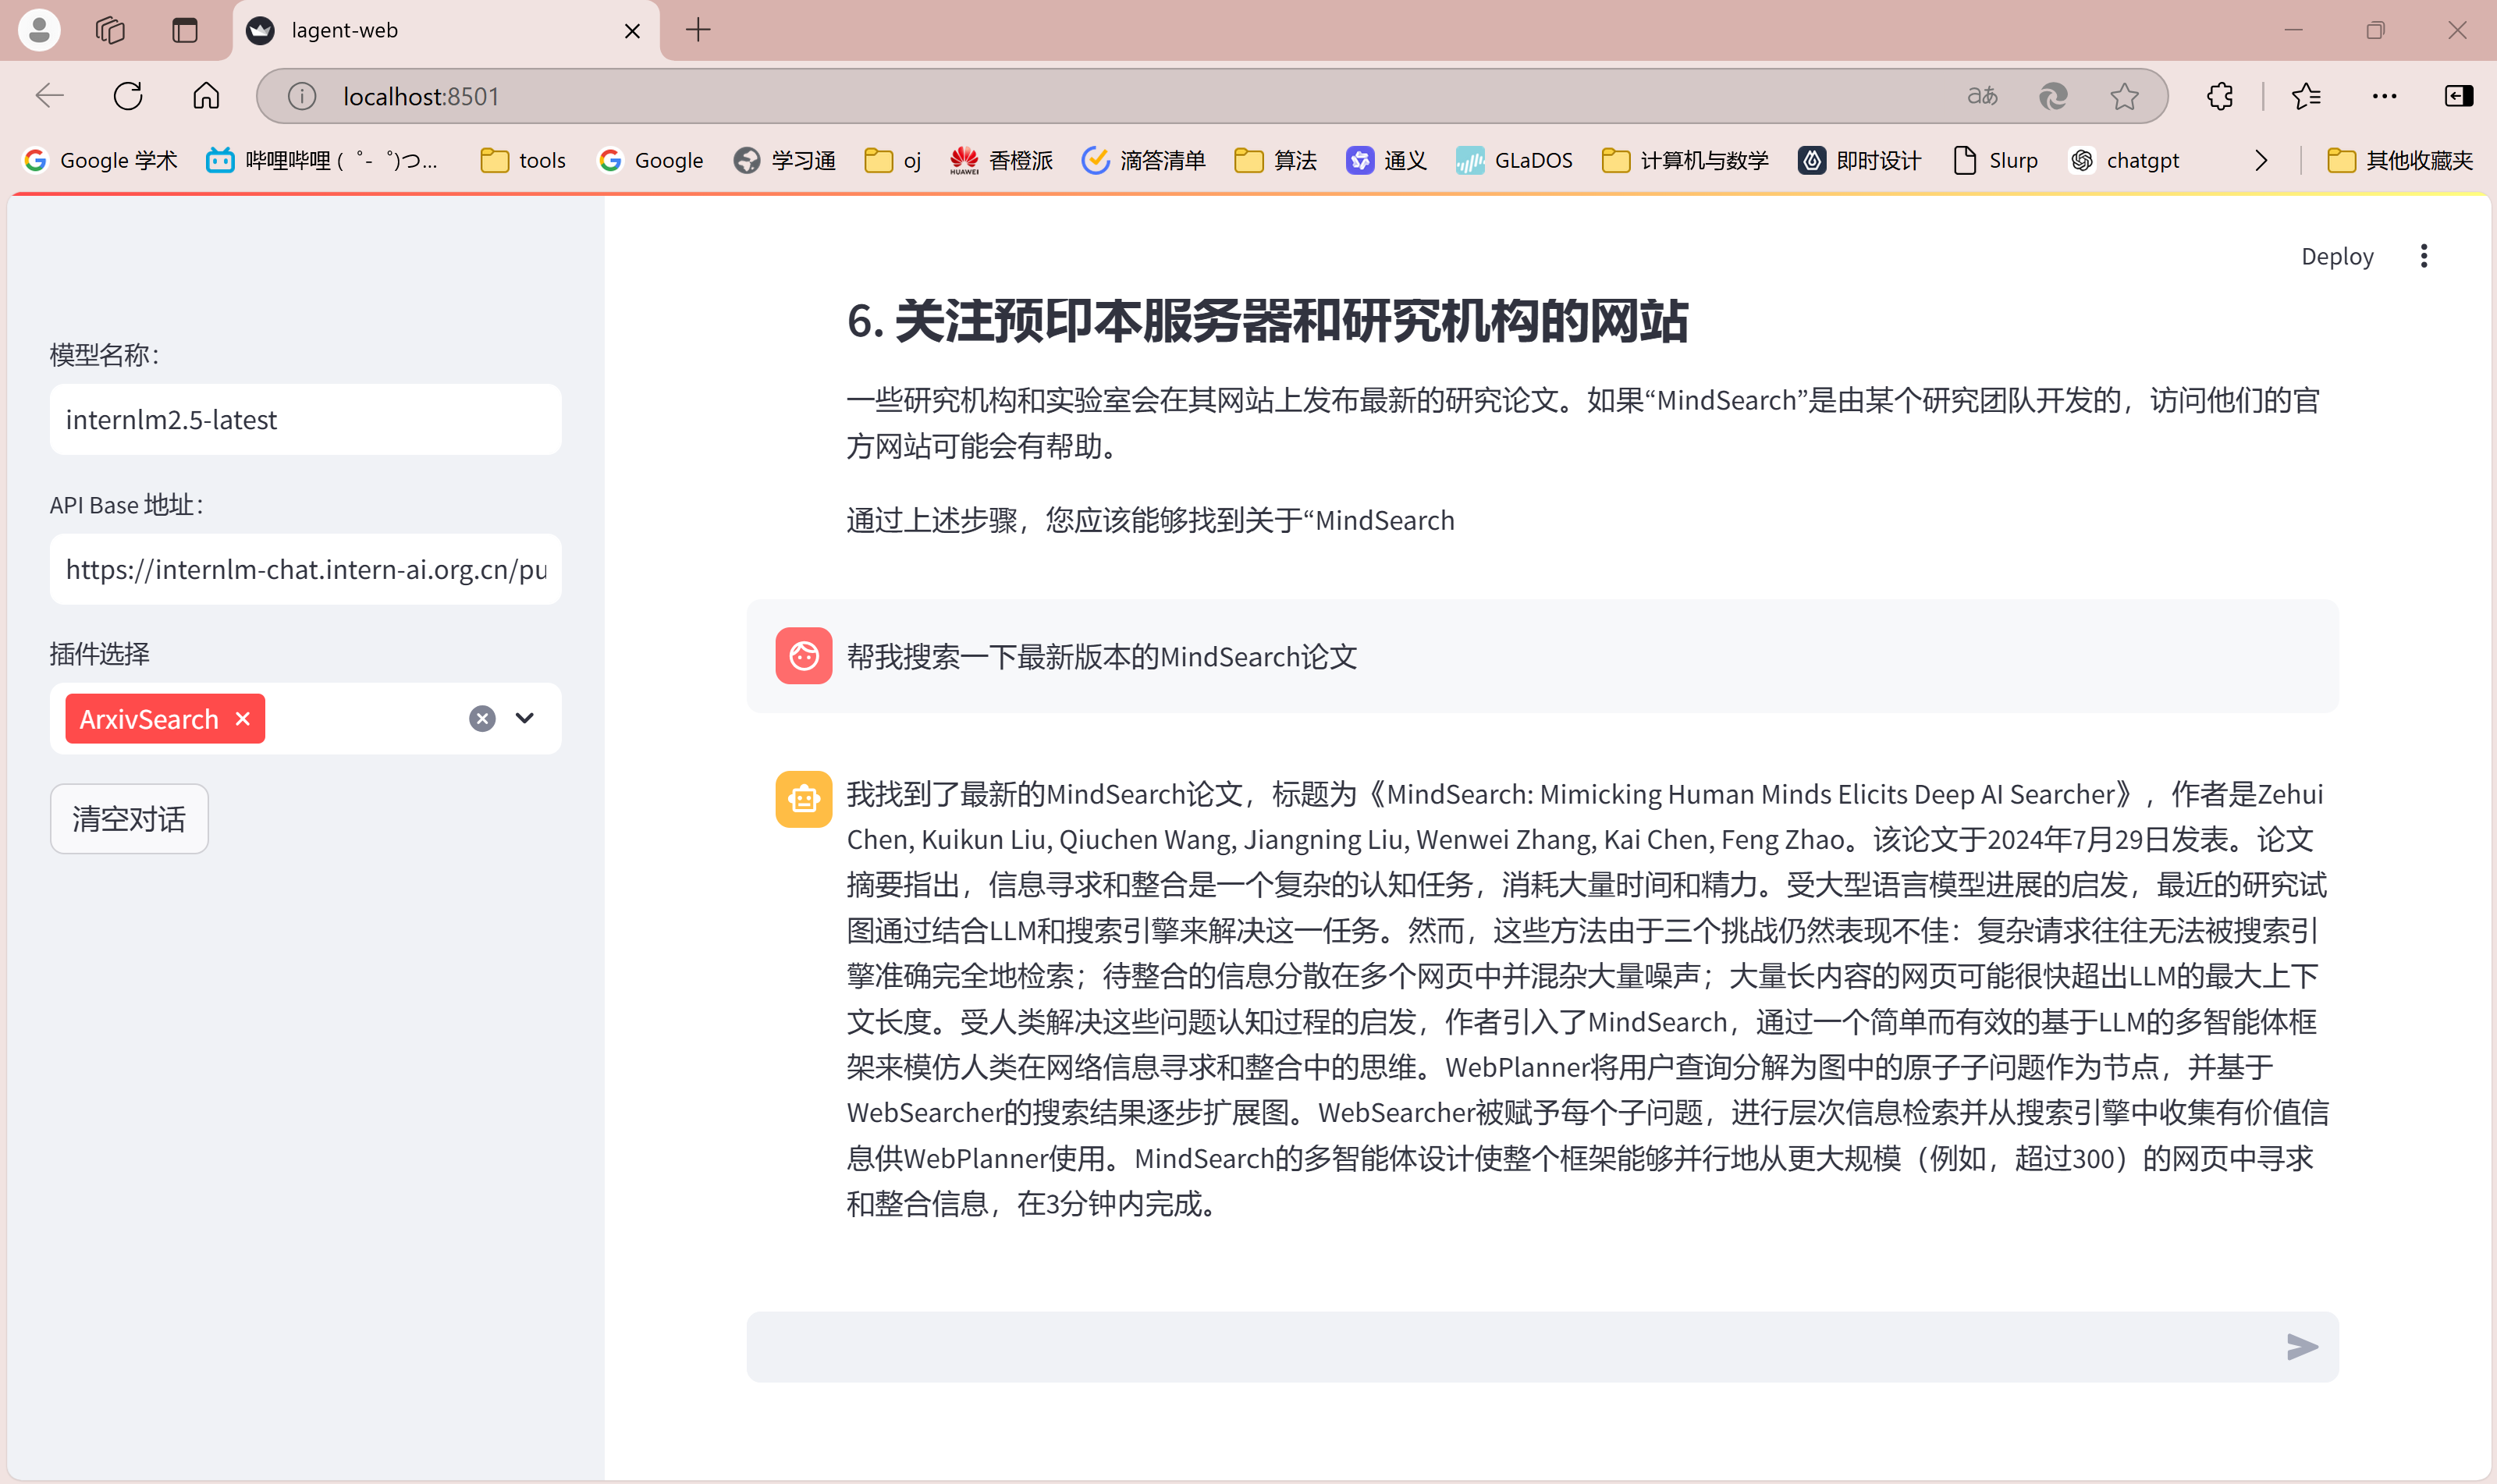 lagent-web
localhost:8501
Google 学术
哔哩哔哩 (゜-゜)つ...
tools
Google
学习通
oj
HUAWEI
香橙派
滴答清单
算法
通义
GLaDOS
计算机与数学
即时设计
Slurp
chatgpt
其他收藏夹
Deploy
模型名称：
internlm2.5-latest
API Base 地址：
https://internlm-chat.intern-ai.org.cn/pu
插件选择
ArxivSearch
清空对话
6. 关注预印本服务器和研究机构的网站
一些研究机构和实验室会在其网站上发布最新的研究论文。如果“MindSearch”是由某个研究团队开发的，访问他们的官
方网站可能会有帮助。
通过上述步骤，您应该能够找到关于“MindSearch
帮我搜索一下最新版本的MindSearch论文
我找到了最新的MindSearch论文，标题为《MindSearch: Mimicking Human Minds Elicits Deep AI Searcher》，作者是Zehui
Chen, Kuikun Liu, Qiuchen Wang, Jiangning Liu, Wenwei Zhang, Kai Chen, Feng Zhao。该论文于2024年7月29日发表。论文
摘要指出，信息寻求和整合是一个复杂的认知任务，消耗大量时间和精力。受大型语言模型进展的启发，最近的研究试
图通过结合LLM和搜索引擎来解决这一任务。然而，这些方法由于三个挑战仍然表现不佳：复杂请求往往无法被搜索引
擎准确完全地检索；待整合的信息分散在多个网页中并混杂大量噪声；大量长内容的网页可能很快超出LLM的最大上下
文长度。受人类解决这些问题认知过程的启发，作者引入了MindSearch，通过一个简单而有效的基于LLM的多智能体框
架来模仿人类在网络信息寻求和整合中的思维。WebPlanner将用户查询分解为图中的原子子问题作为节点，并基于
WebSearcher的搜索结果逐步扩展图。WebSearcher被赋予每个子问题，进行层次信息检索并从搜索引擎中收集有价值信
息供WebPlanner使用。MindSearch的多智能体设计使整个框架能够并行地从更大规模（例如，超过300）的网页中寻求
和整合信息，在3分钟内完成。